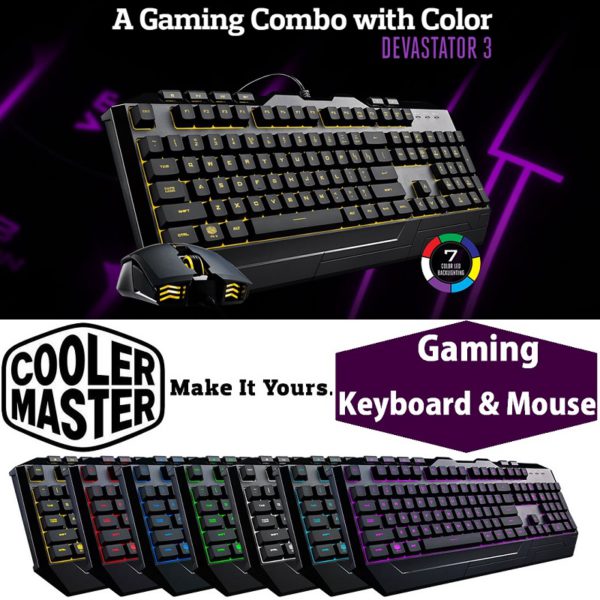 A Gaming Combo with Color
DEVASTATOR 3
7
COLOR LED
BACKLIGHTING
COOLER
MASTER
Make It Yours.
Gaming
Keyboard & Mouse